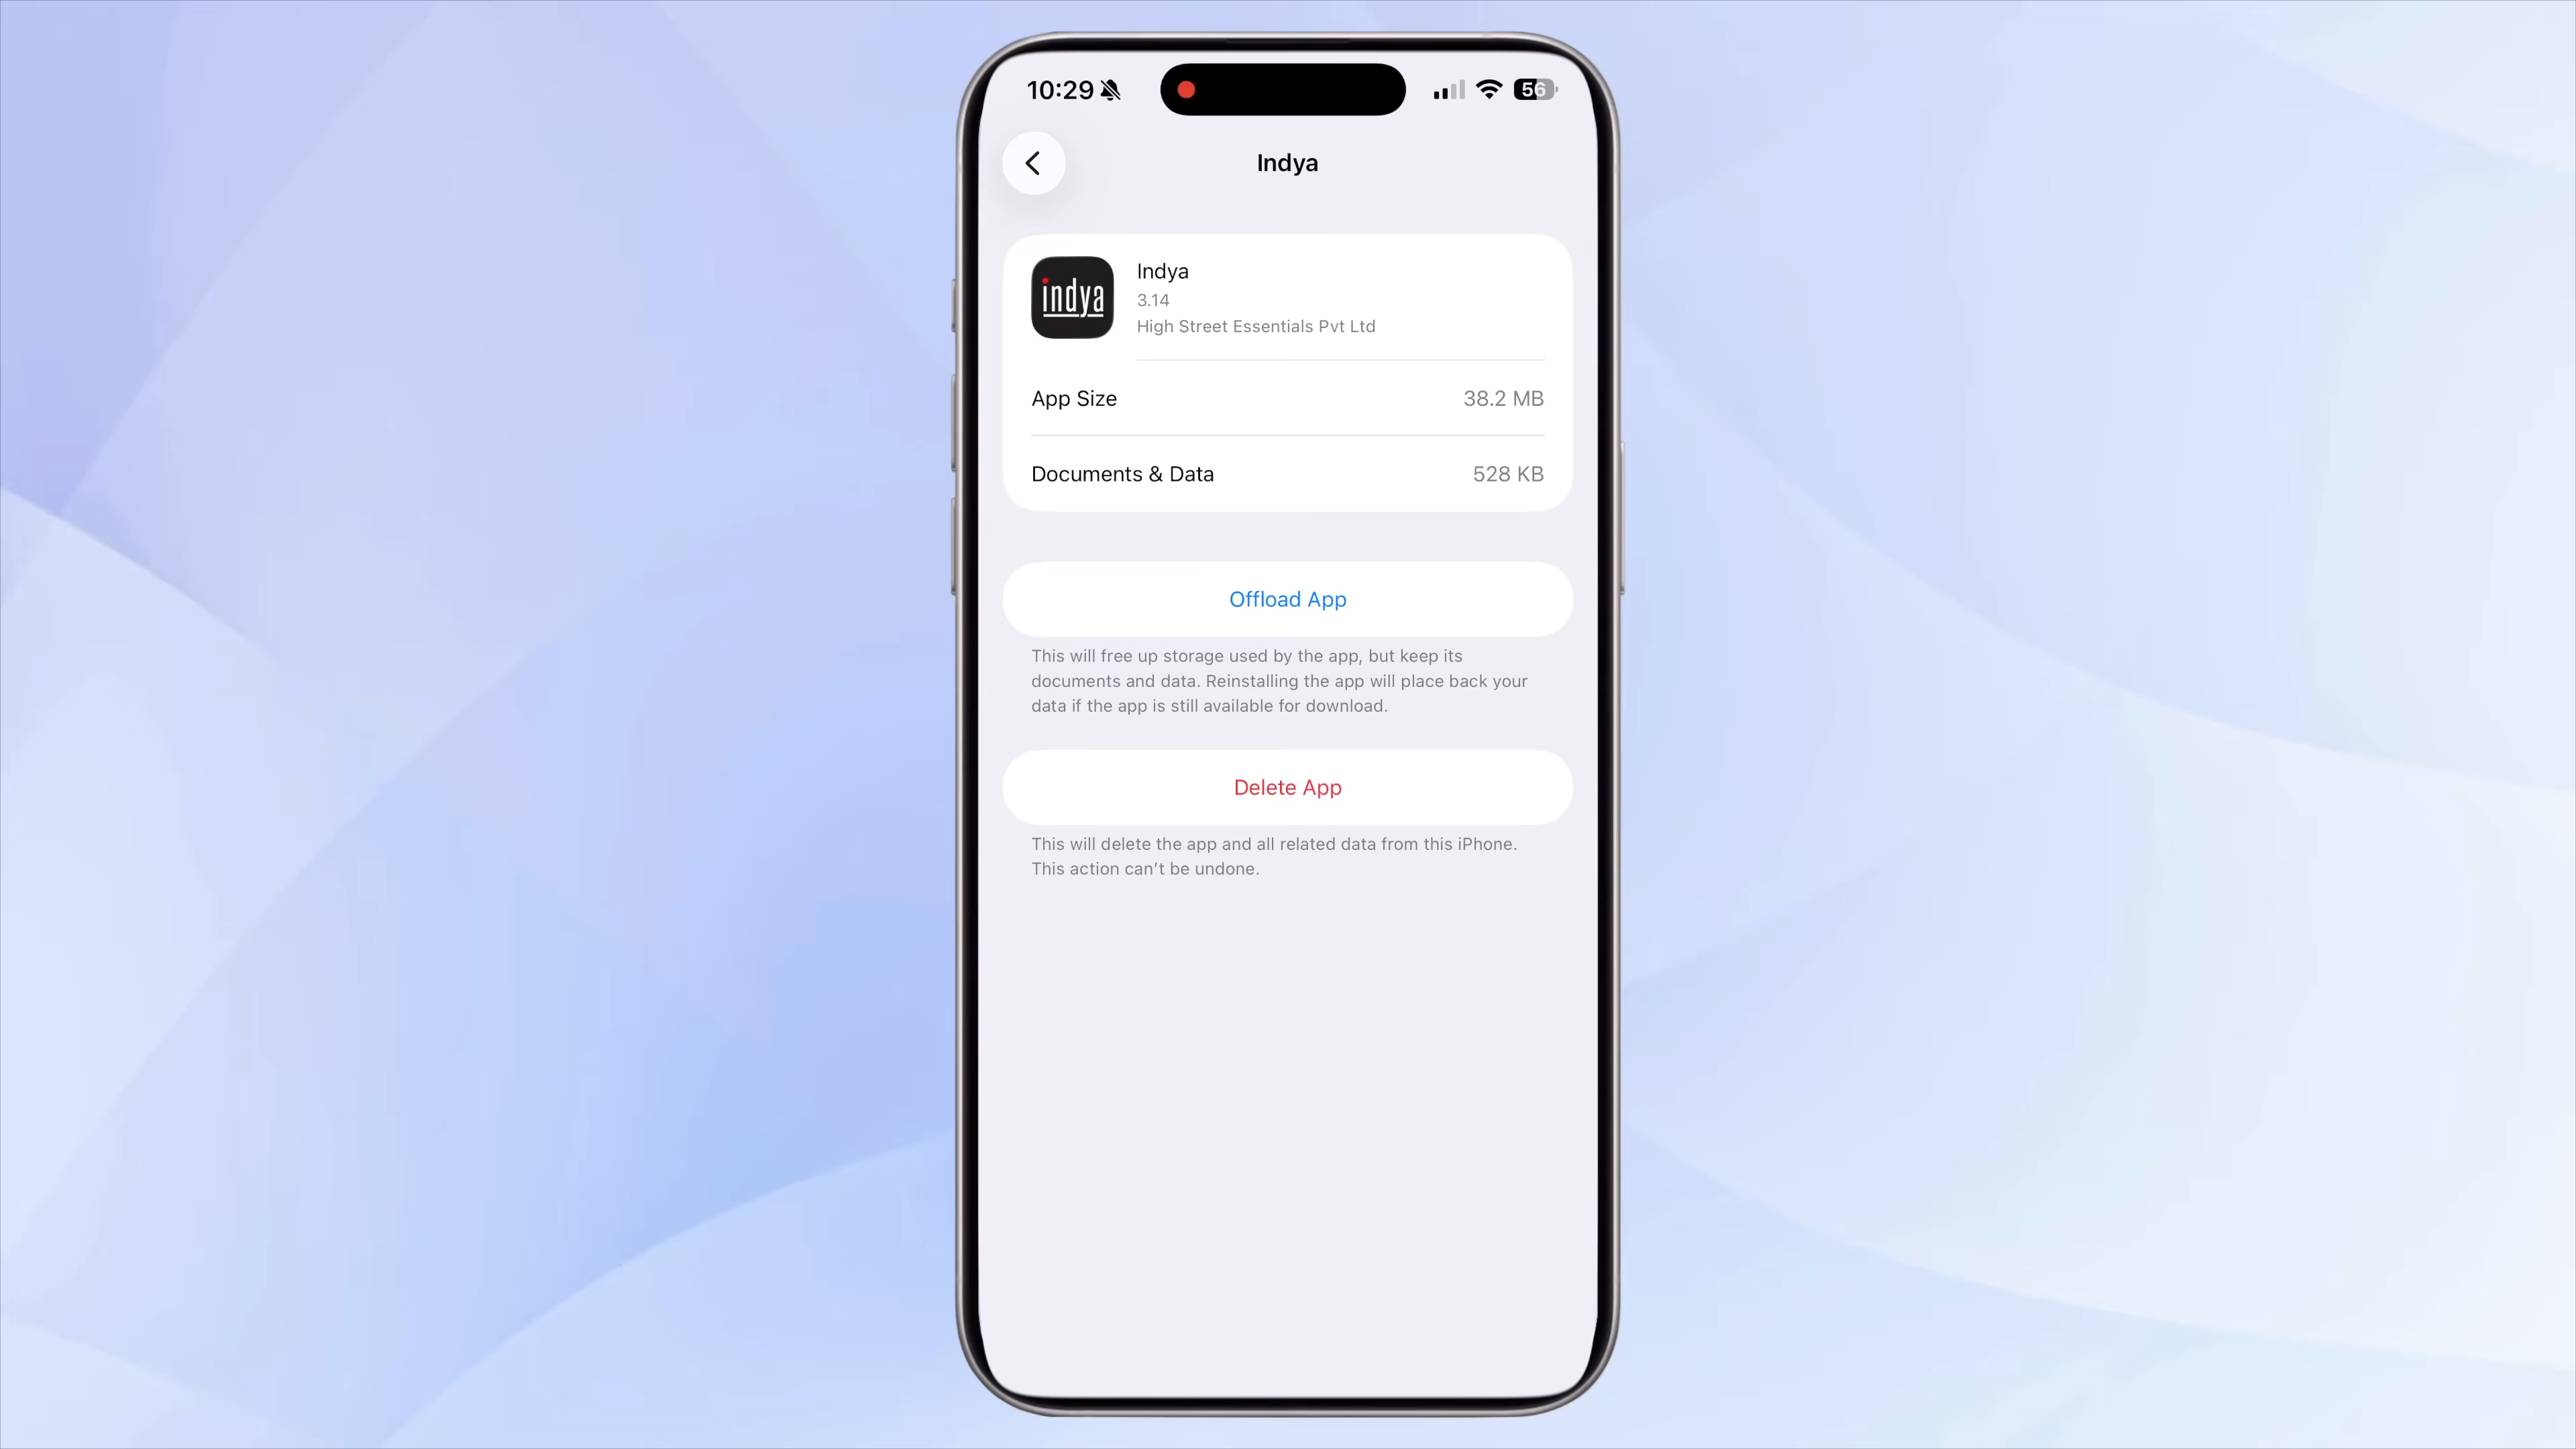 10:29
56
Indya
indya
Indya
3.14
High Street Essentials Pvt Ltd
App Size 38.2 MB
Documents & Data 528 KB
Offload App
This will free up storage used by the app, but keep its
documents and data. Reinstalling the app will place back your
data if the app is still available for download.
Delete App
This will delete the app and all related data from this iPhone.
This action can’t be undone.